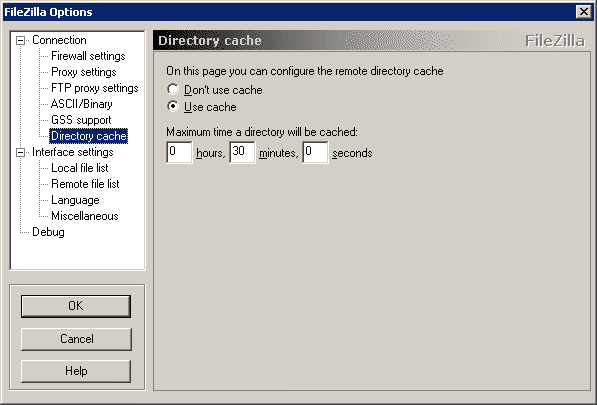 FileZilla Options
Connection
Firewall settings
Proxy settings
FTP proxy settings
ASCII/Binary
GSS support
Directory cache
Interface settings
Local file list
Remote file list
Language
Miscellaneous
Debug
OK
Cancel
Help
Directory cache FileZilla
On this page you can configure the remote directory cache
Don't use cache
Use cache
Maximum time a directory will be cached:
0 hours, 30 minutes, 0 seconds